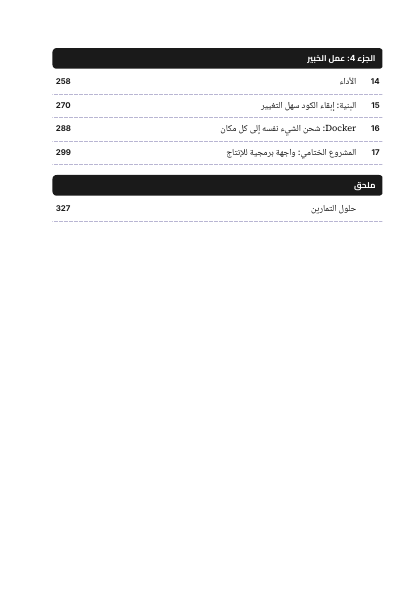 الجزء 4: عمل الخبير
14 الأداء 258
15 البنية: إبقاء الكود سهل التغيير 270
16 Docker: شحن الشيء نفسه إلى كل مكان 288
17 المشروع الختامي: واجهة برمجية للإنتاج 299
ملحق
حلول التمارين 327